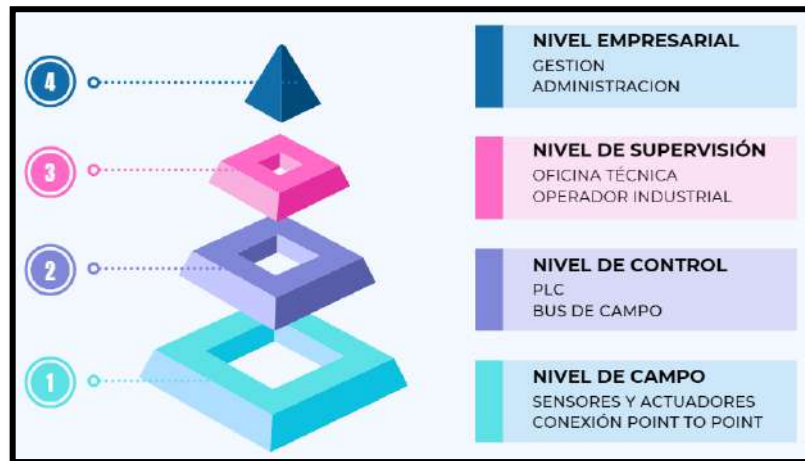 4
NIVEL EMPRESARIAL
GESTION
ADMINISTRACION
3
NIVEL DE SUPERVISIÓN
OFICINA TÉCNICA
OPERADOR INDUSTRIAL
2
NIVEL DE CONTROL
PLC
BUS DE CAMPO
1
NIVEL DE CAMPO
SENSORES Y ACTUADORES
CONEXIÓN POINT TO POINT